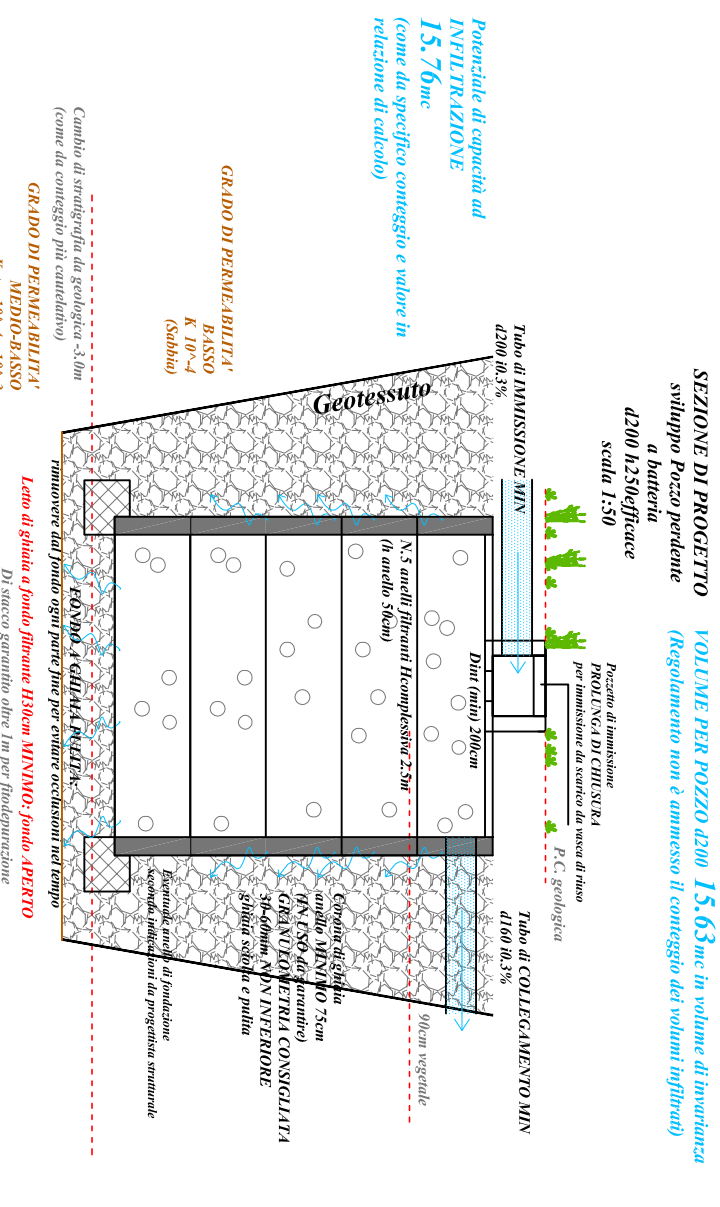 SEZIONE DI PROGETTO
sviluppo Pozzo perdente
a batteria
d200 h250efficace
scala 1:50
VOLUME PER POZZO d200 15.63mc in volume di invarianza
(Regolamento non è ammesso il conteggio dei volumi infiltrati)
Potenziale di capacità ad
INFILTRAZIONE
15.76mc
(come da specifico conteggio e valore in
relazione di calcolo)
Pozzetto di immissione
PROLUNGA DI CHIUSURA
per immissione da scarico da vasca di riuso
P.C. geologica
Tubo di IMMISSIONE MIN
d200 i0.3%
Tubo di COLLEGAMENTO MIN
d160 i0.3%
Geotessuto
Dint (min) 200cm
N.5 anelli filtranti Hcomplessiva 2.5m
(h anello 50cm)
90cm vegetale
Corona di ghiaia
anello MINIMO 75cm
(IN USO da garantire)
GRANULOMETRIA CONSIGLIATA
30-60mm, NON INFERIORE
ghiaia sciolta e pulita
GRADO DI PERMEABILITA'
BASSO
K 10^-4
(Sabbia)
Eventuale anello di fondazione
secondo indicazioni da progettista strutturale
Cambio di stratigrafia da geologica -3.0m
(come da conteggio più cautelativo)
FONDO A GHIAIA PULITA:
rimuovere dal fondo ogni parte fine per evitare occlusioni nel tempo
GRADO DI PERMEABILITA'
MEDIO-BASSO
Letto di ghiaia a fondo filtrante H30cm MINIMO: fondo APERTO
Di stacco garantito oltre 1m per fitodepurazione